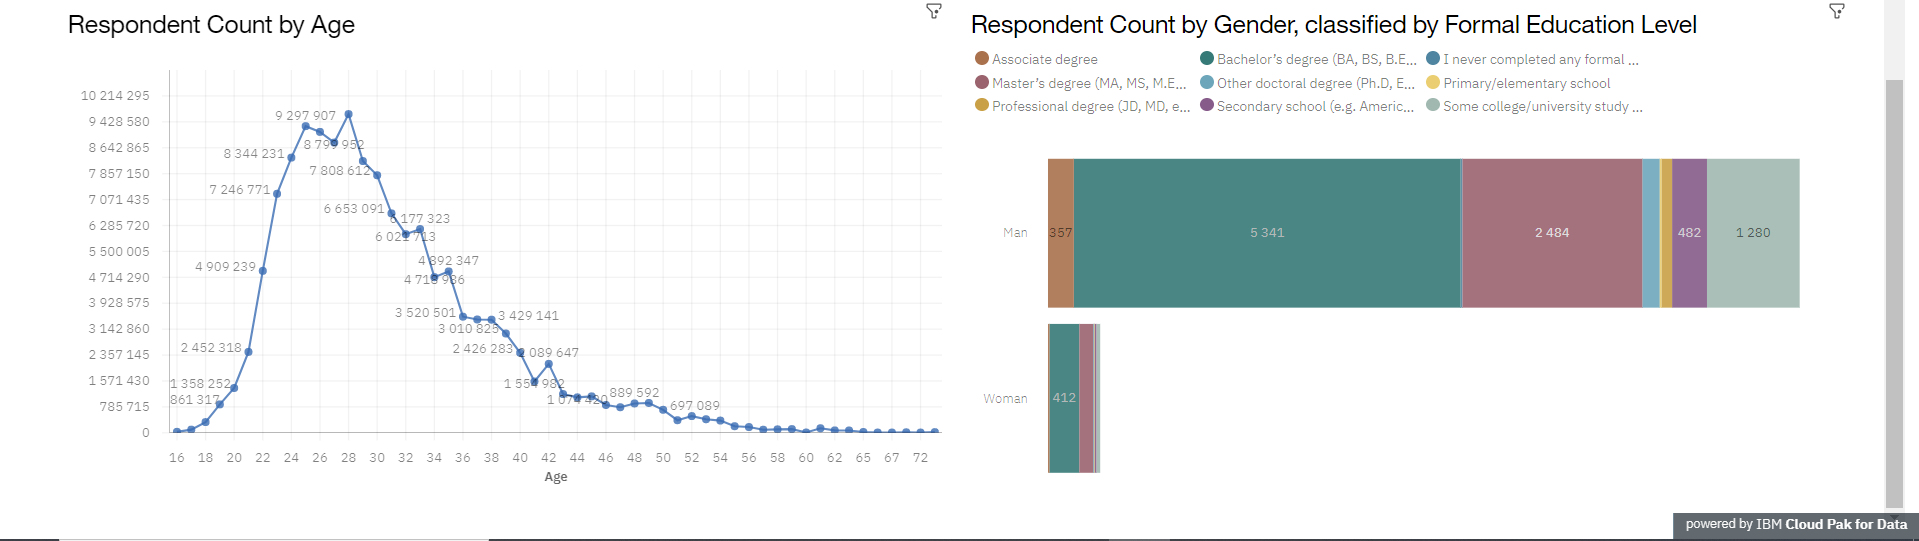 Respondent Count by Age
10 214 295
9 428 580
8 642 865
7 857 150
7 071 435
6 285 720
5 500 005
4 714 290
3 928 575
3 142 860
2 357 145
1 571 430
785 715
0
9 297 907
8 344 231
8 799 952
7 808 612
7 246 771
6 653 091
6 177 323
6 021 713
4 909 239
4 892 347
3 520 501
3 429 141
3 010 825
2 452 318
2 426 283
2 089 647
1 358 252
861 317
889 592
697 089
16 18 20 22 24 26 28 30 32 34 36 38 40 42 44 46 48 50 52 54 56 58 60 62 65 67 72
Age
Respondent Count by Gender, classified by Formal Education Level
Associate degree Bachelor's degree (BA, BS, B.E... I never completed any formal ...
Master's degree (MA, MS, M.E... Other doctoral degree (Ph.D, E... Primary/elementary school
Professional degree (JD, MD, e... Secondary school (e.g. Americ... Some college/university study ...
Man 357 5 341 2 484 482 1 280
Woman 412
powered by IBM Cloud Pak for Data